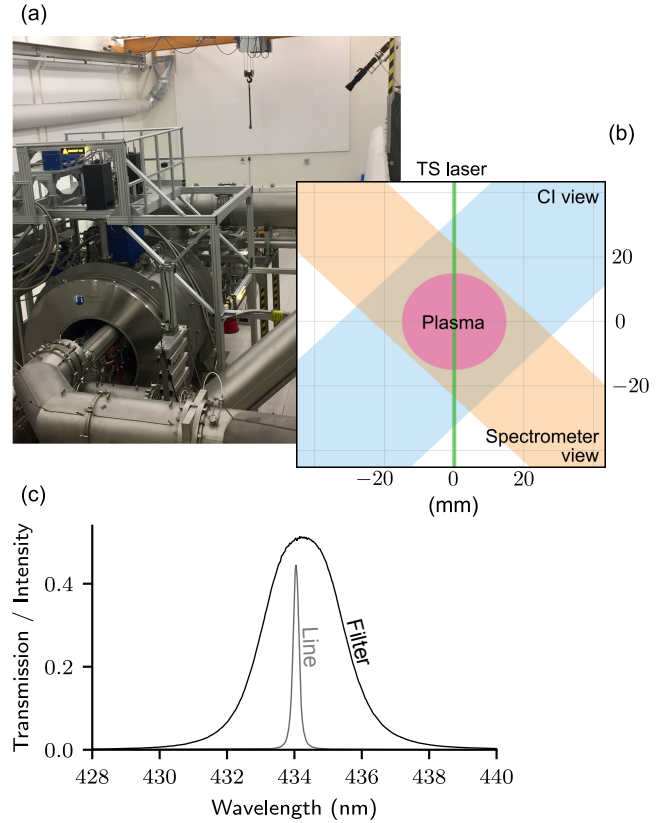 (a)
(b)
TS laser
CI view
20
Plasma
0
−20
Spectrometer
view
−20 0 20
(mm)
(c)
Transmission / Intensity
0.4
0.2
0.0
Line
Filter
428 430 432 434 436 438 440
Wavelength (nm)